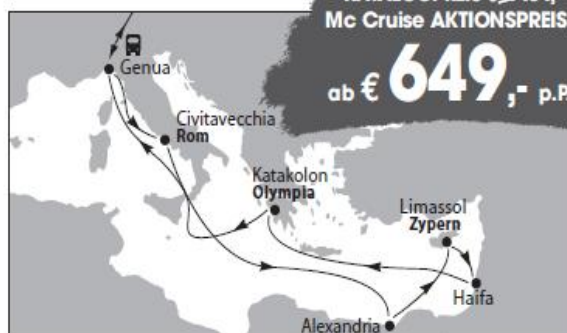 Mc Cruise AKTIONSPREIS
ab € 649,- p.P.
Genua
Civitavecchia
Rom
Katakolon
Olympia
Limassol
Zypern
Haifa
Alexandria